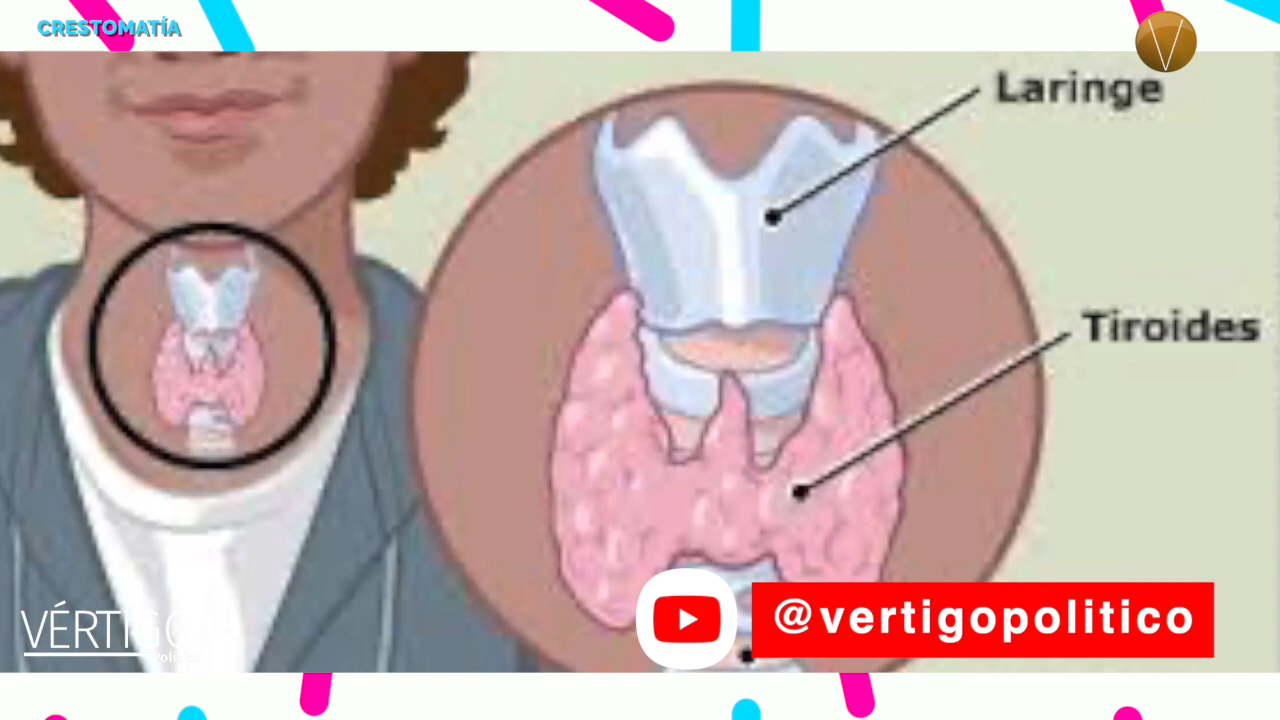 CRESTOMATÍA
V
Laringe
Tiroides
@vertigopolitico
VÉRTIGO